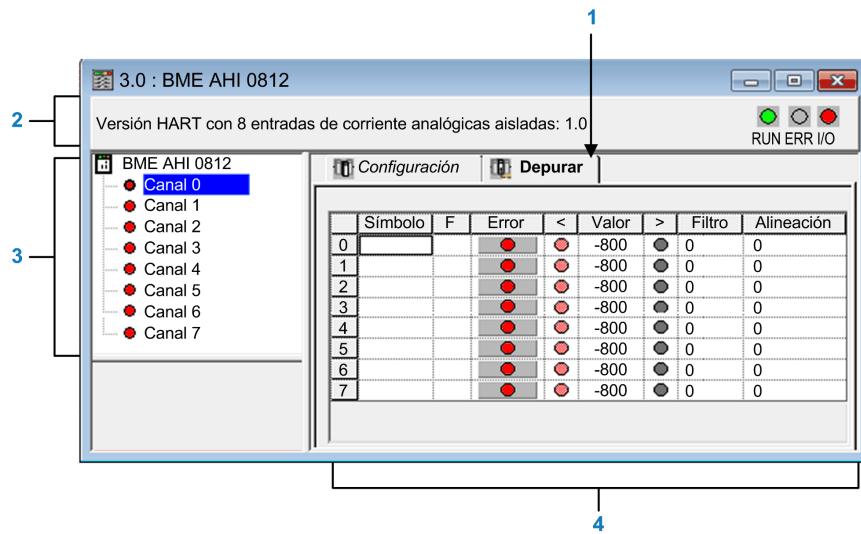 1
3.0 : BME AHI 0812
2
Versión HART con 8 entradas de corriente analógicas aisladas: 1.0
RUN ERR I/O
3
BME AHI 0812
Canal 0
Canal 1
Canal 2
Canal 3
Canal 4
Canal 5
Canal 6
Canal 7
Configuración Depurar
Símbolo F Error < Valor > Filtro Alineación
0 -800 0 0
1 -800 0 0
2 -800 0 0
3 -800 0 0
4 -800 0 0
5 -800 0 0
6 -800 0 0
7 -800 0 0
4